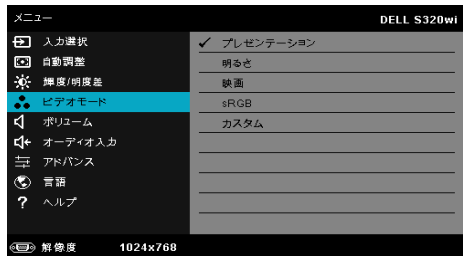 メニュー
DELL S320wi
入力選択
自動調整
輝度/明度差
ビデオモード
ボリューム
オーディオ入力
アドバンス
言語
? ヘルプ
✓ プレゼンテーション
明るさ
映画
sRGB
カスタム
解像度 1024x768